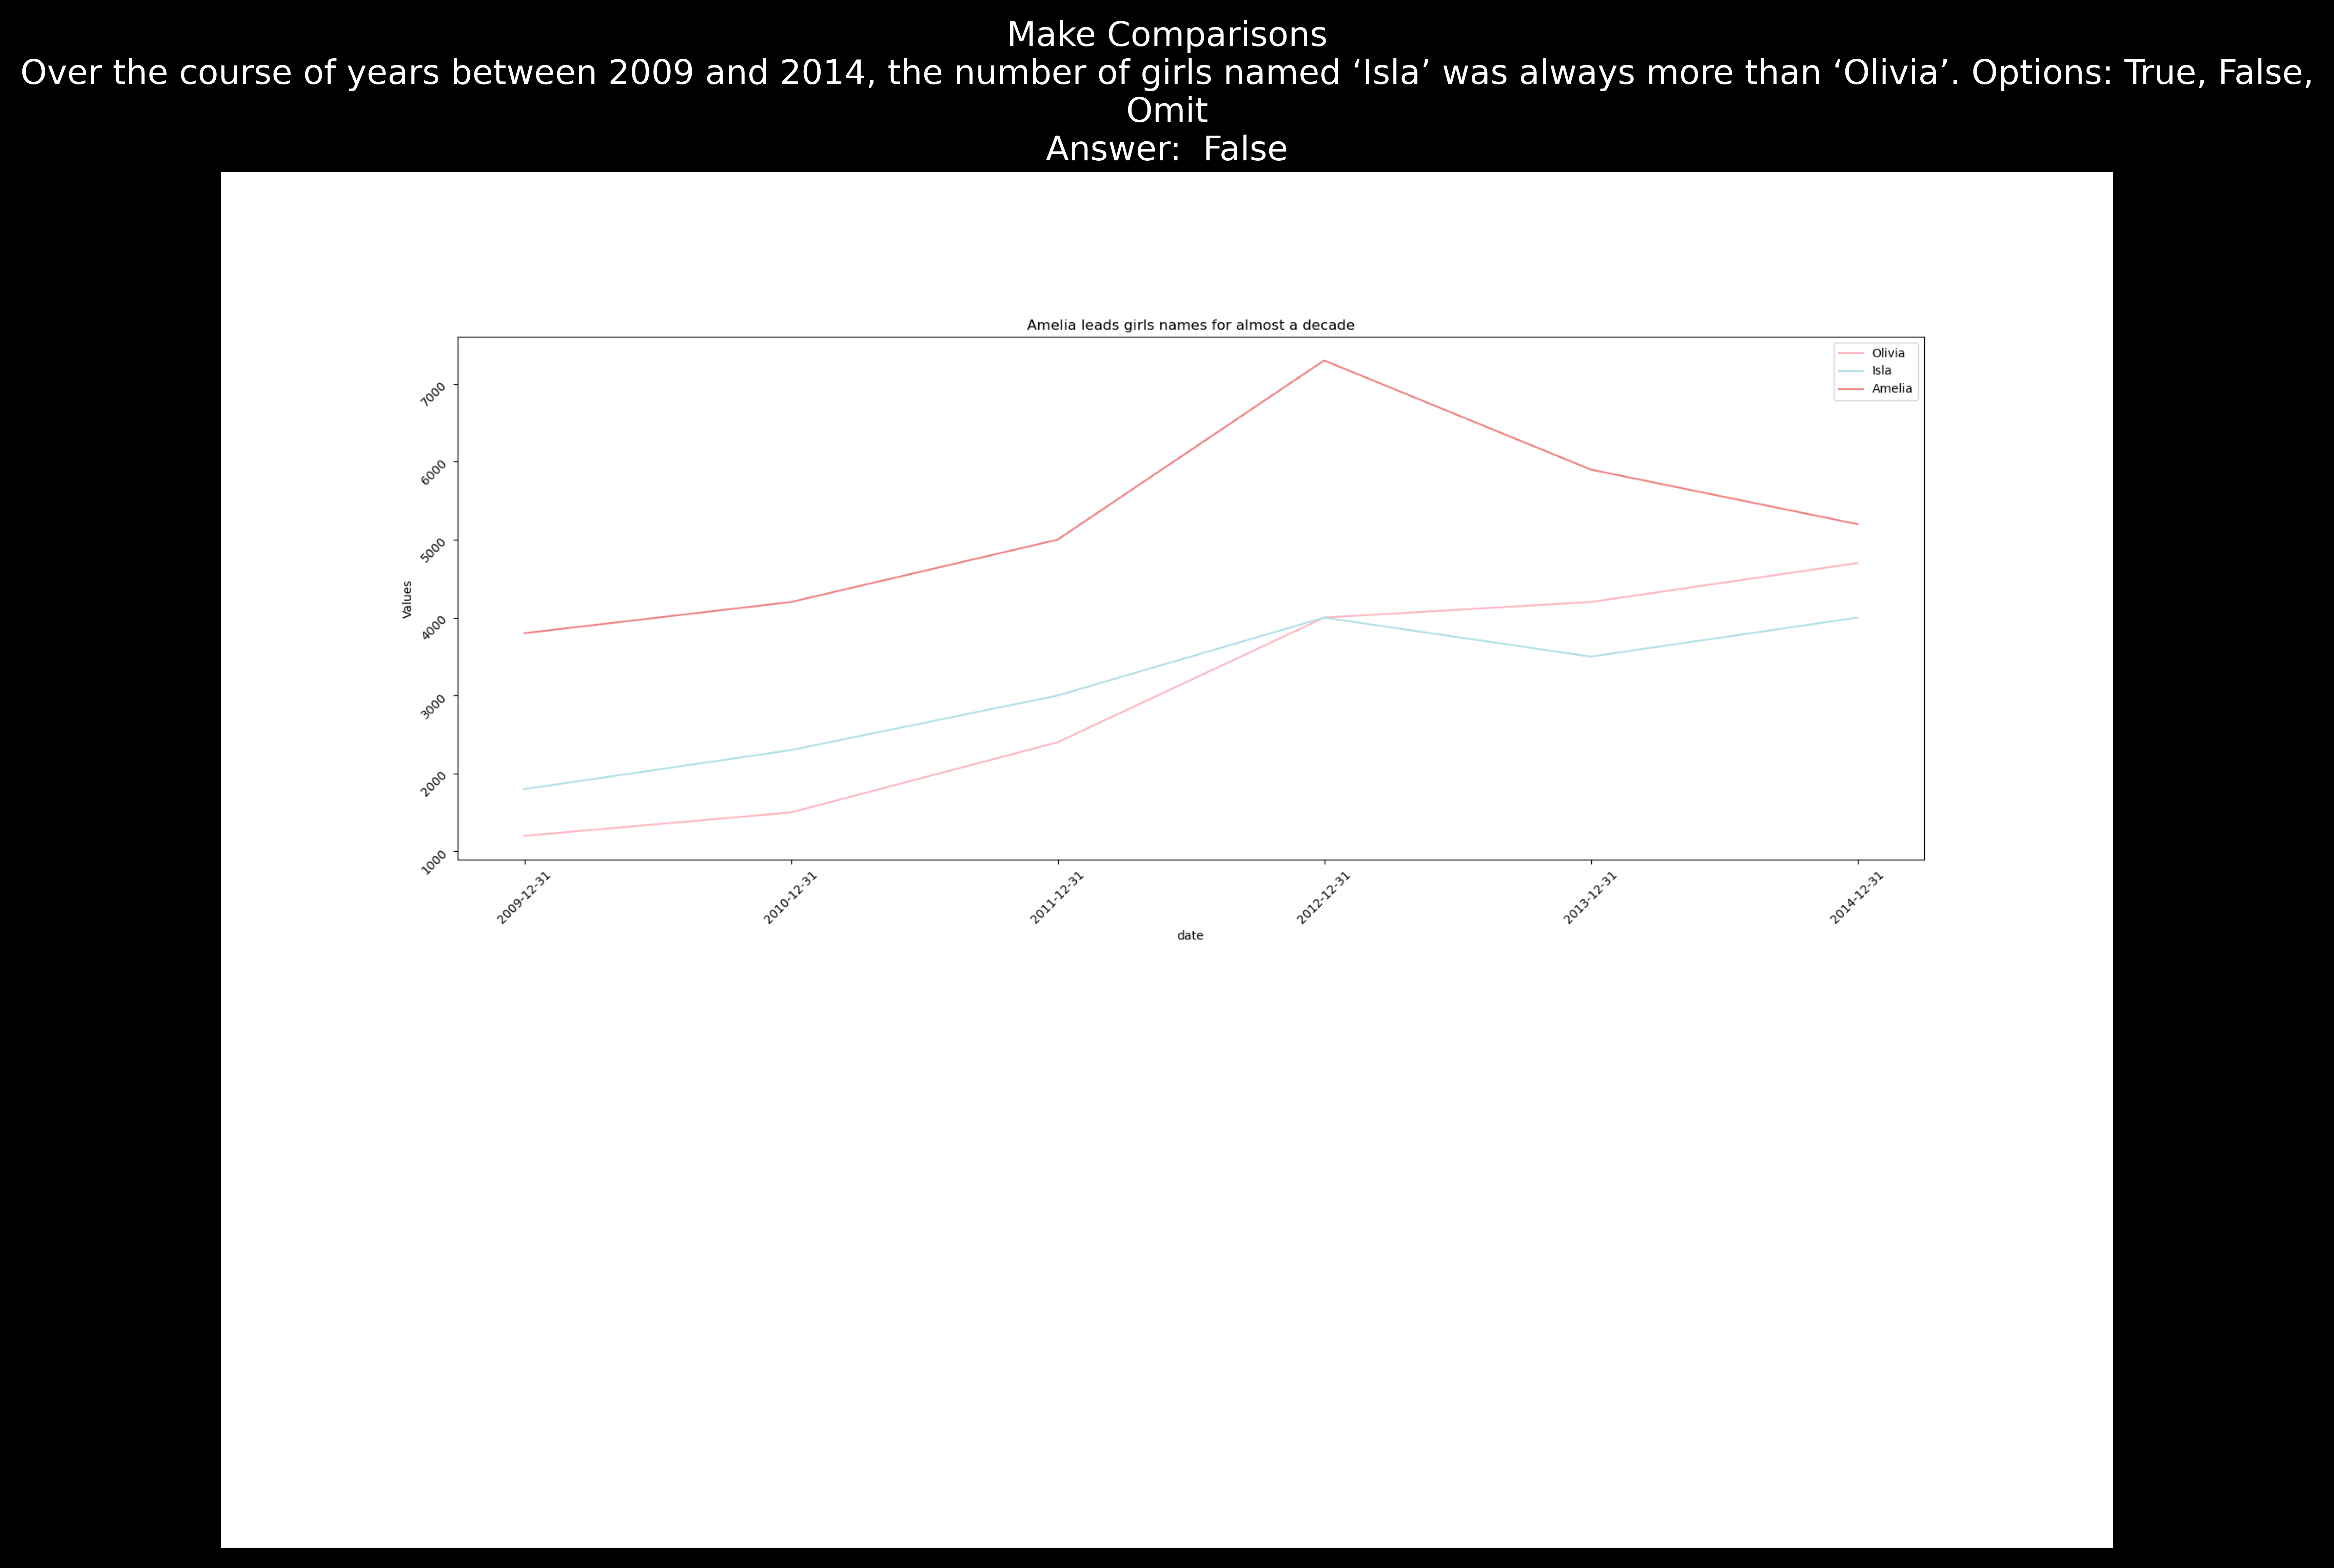 Make Comparisons
Over the course of years between 2009 and 2014, the number of girls named ‘Isla’ was always more than ‘Olivia’. Options: True, False,
Omit
Answer:  False
Amelia leads girls names for almost a decade
Olivia
Isla
Amelia
7000
6000
5000
4000
3000
2000
1000
Values
2009-12-31
2010-12-31
2011-12-31
2012-12-31
2013-12-31
2014-12-31
date